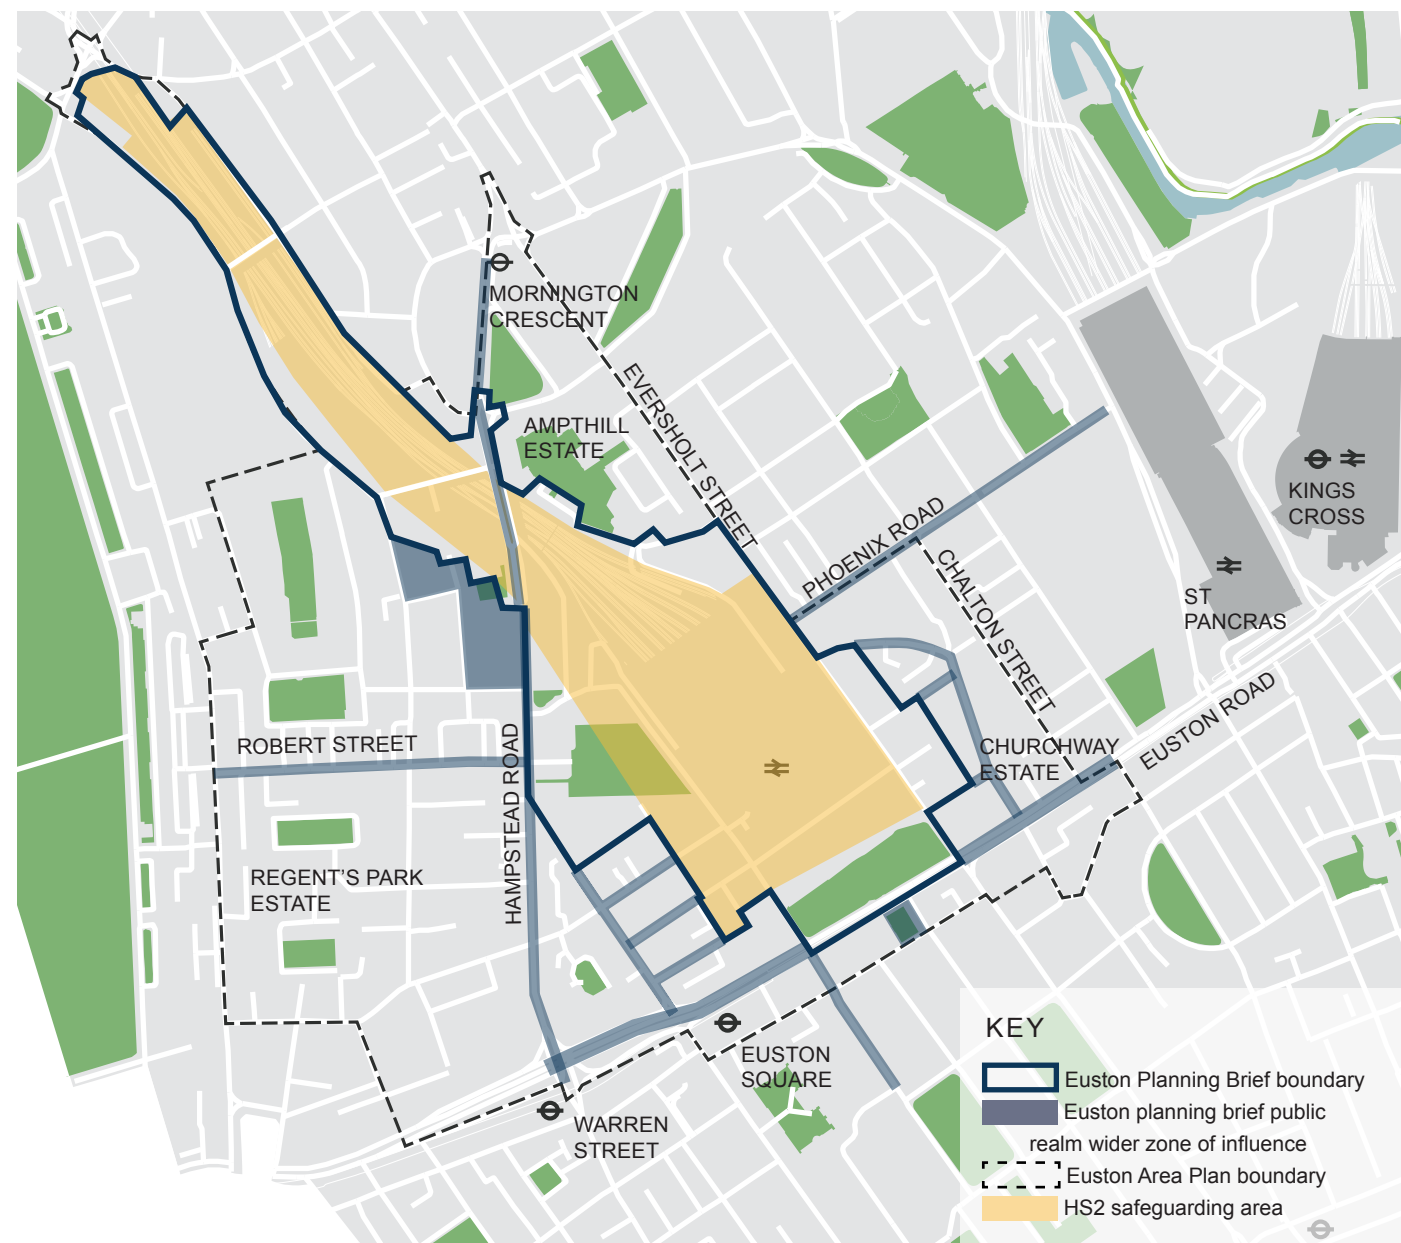 MORNINGTON
CRESCENT
EVERSHOLT STREET
AMPTHILL
ESTATE
KINGS
CROSS
PHOENIX ROAD
CHALTON STREET
ST
PANCRAS
EUSTON ROAD
ROBERT STREET
HAMPSTEAD ROAD
CHURCHWAY
ESTATE
REGENT'S PARK
ESTATE
EUSTON
SQUARE
WARREN
STREET
KEY
Euston Planning Brief boundary
Euston planning brief public
realm wider zone of influence
Euston Area Plan boundary
HS2 safeguarding area